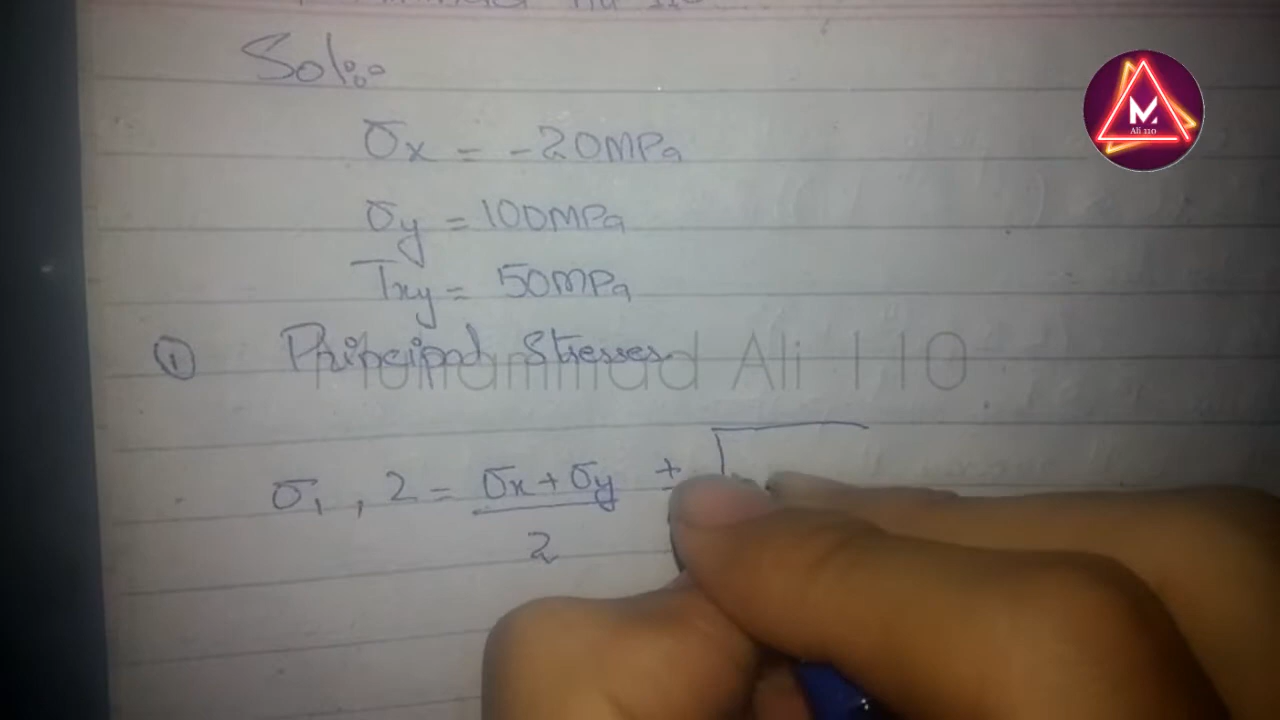 Sol:-
σx = -20MPa
σy = 100MPa
Txy = 50MPa
① Principal Stresses
Muhammad Ali 110
σ1, 2 = σx + σy ± √
2
M
Ali 110